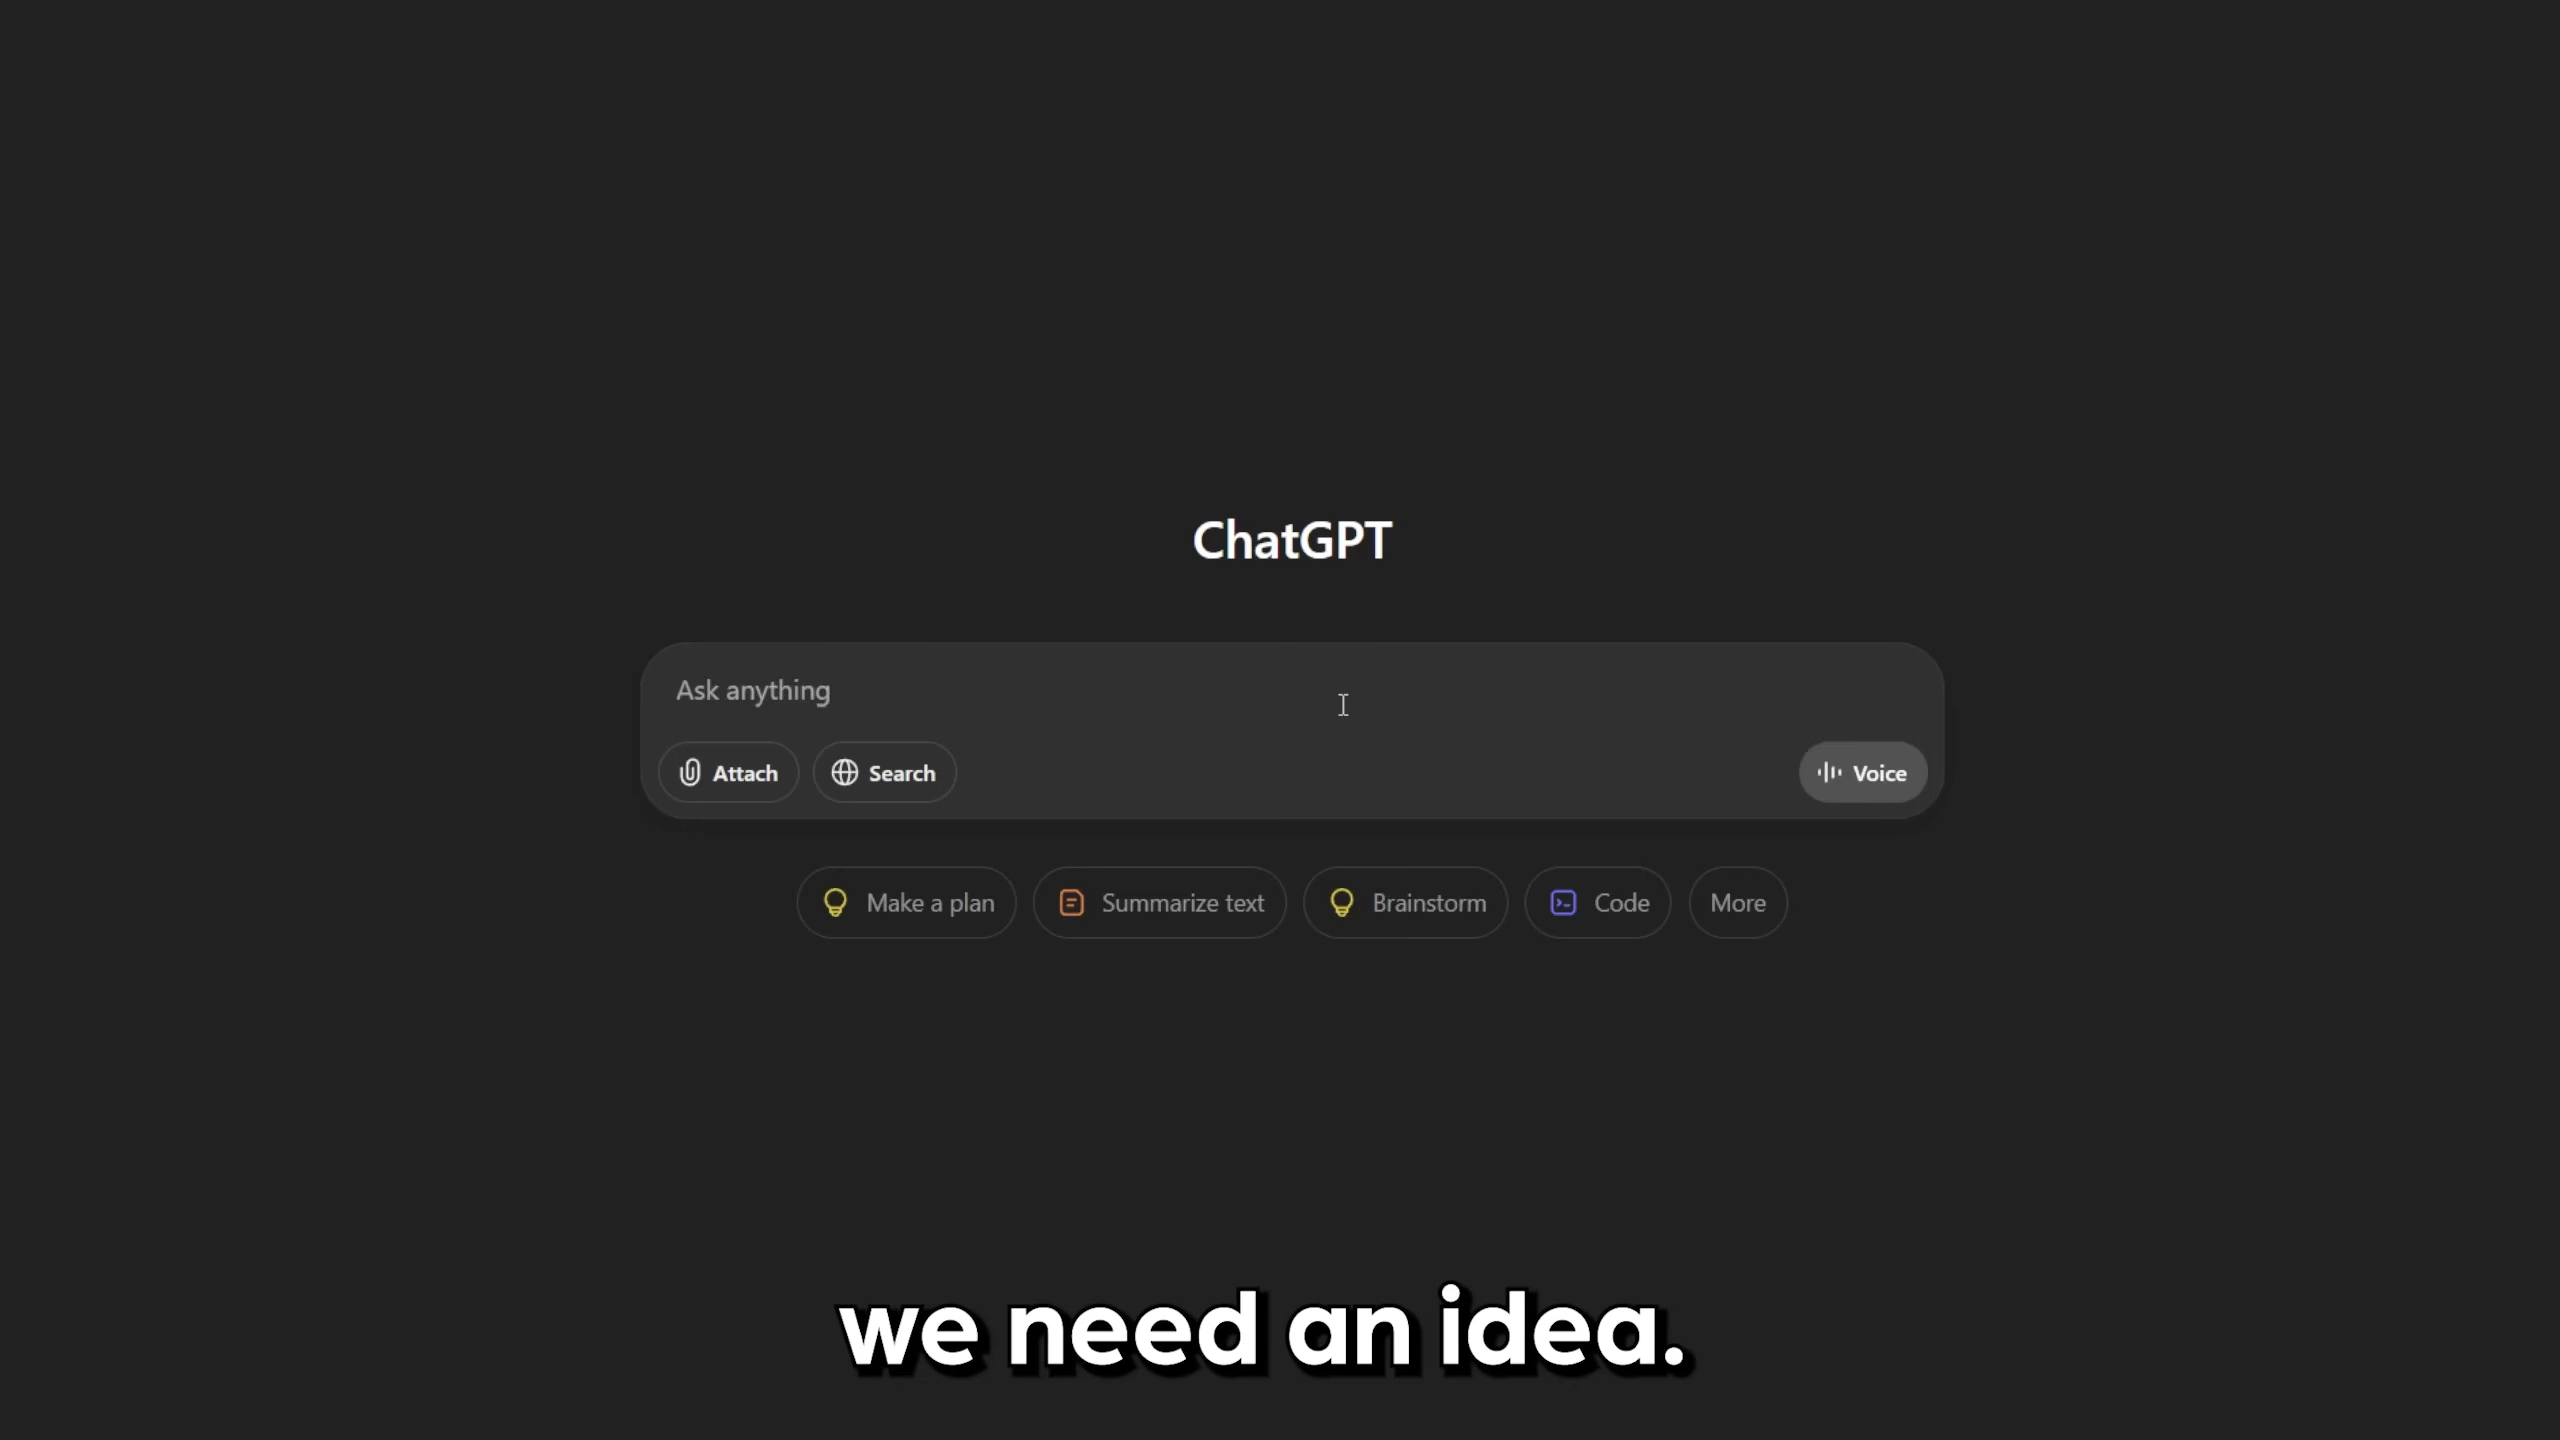 ChatGPT
Ask anything
Attach
Search
Voice
Make a plan
Summarize text
Brainstorm
Code
More
we need an idea.